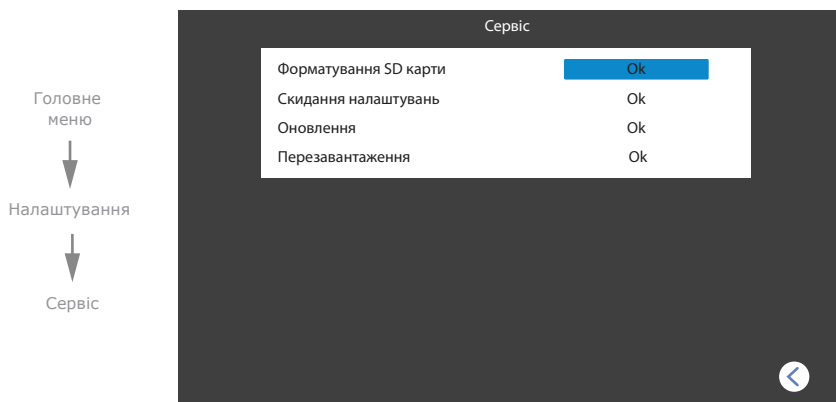 Головне
меню
Налаштування
Сервіс
Сервіс
Форматування SD карти Ok
Скидання налаштувань Ok
Оновлення Ok
Перезавантаження Ok